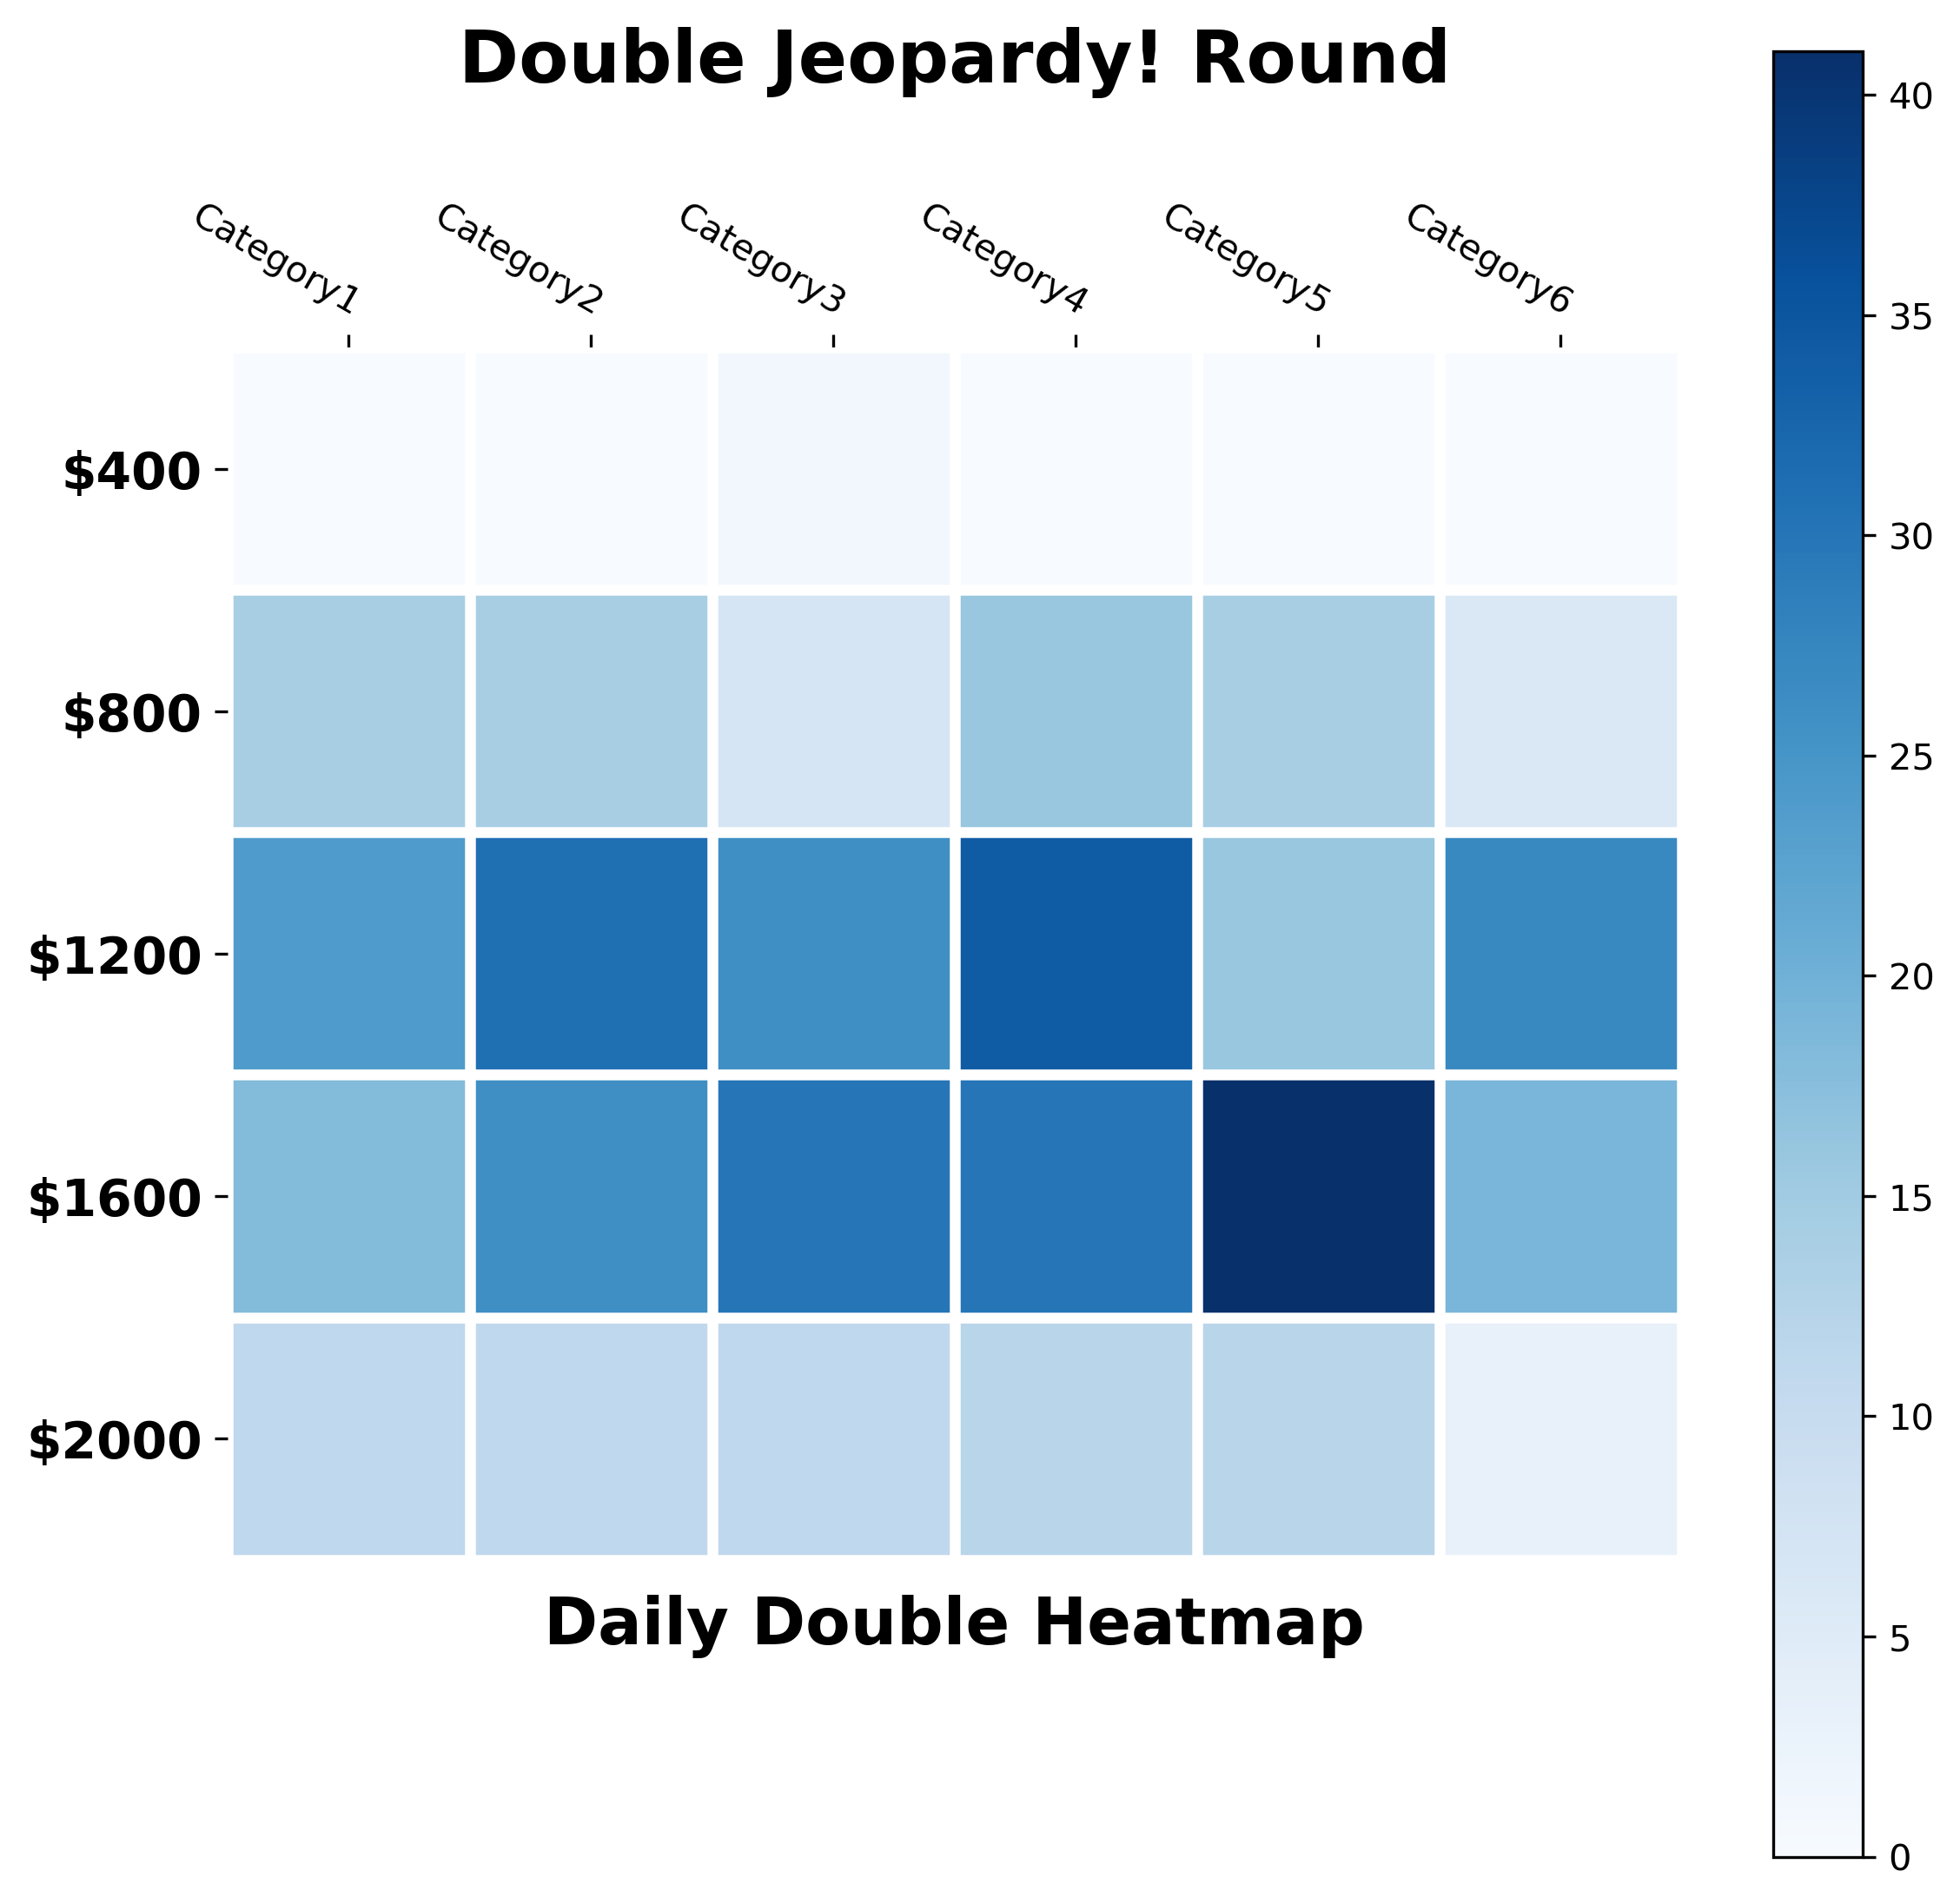 Double Jeopardy! Round
Category1
Category2
Category3
Category4
Category5
Category6
$400
$800
$1200
$1600
$2000
Daily Double Heatmap
40
35
30
25
20
15
10
5
0